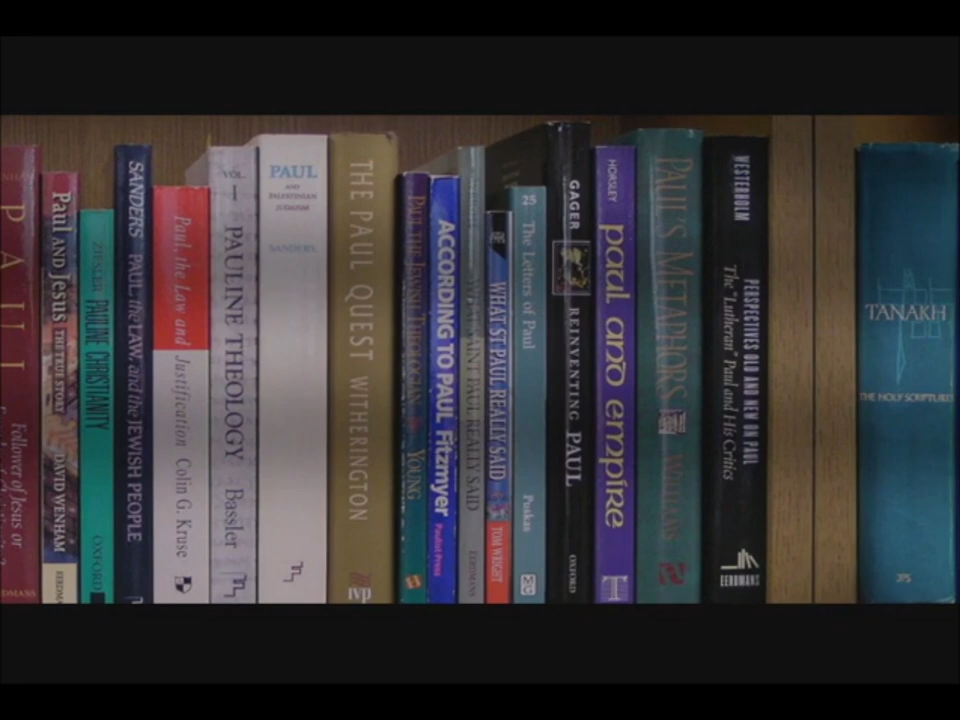 PAUL
Follower of Jesus or
Paul AND Jesus THE TRUE STORY DAVID WENHAM
ZIESLER PAULINE CHRISTIANITY OXFORD
SANDERS PAUL, the LAW, and the JEWISH PEOPLE
Paul, the Law and Justification Colin G. Kruse
VOL. I PAULINE THEOLOGY Bassler
PAUL
AND
PALESTINIAN
JUDAISM
SANDERS
THE PAUL QUEST WITHERINGTON
ivp
PAUL THE JEWISH THEOLOGIAN YOUNG
ACCORDING TO PAUL Fitzmyer Paulist Press
SAINT PAUL REALLY SAID EERDMANS
WHAT ST PAUL REALLY SAID TOM WRIGHT
25 The Letters of Paul Puskas
GAGER REINVENTING PAUL OXFORD
HORSLEY paul and empire
PAUL'S METAPHORS WILLIAMS
WESTERHOLM
PERSPECTIVES OLD AND NEW ON PAUL
The "Lutheran" Paul and His Critics
EERDMANS
TANAKH
THE HOLY SCRIPTURES
JPS